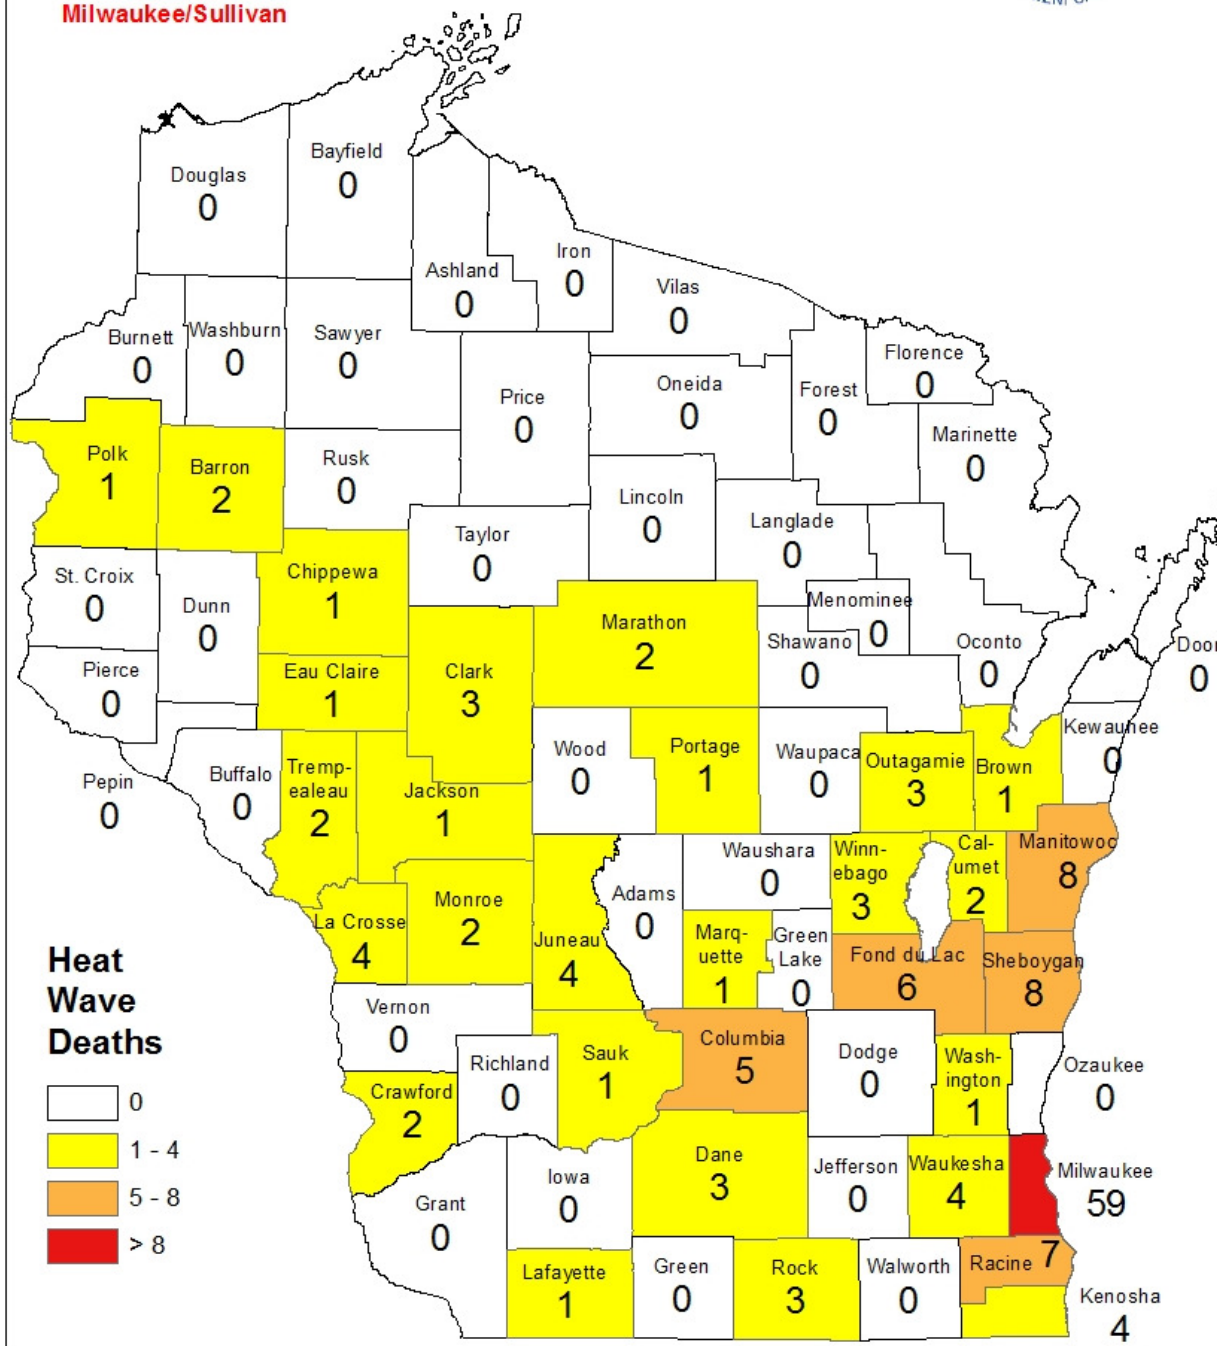 Milwaukee/Sullivan
Bayfield
0
Douglas
0
Iron
0
Ashland
0
Vilas
0
Burnett
0
Washburn
0
Sawyer
0
Florence
0
Price
0
Oneida
0
Forest
0
Marinette
0
Polk
1
Barron
2
Rusk
0
Lincoln
0
Langlade
0
Taylor
0
St. Croix
0
Dunn
0
Chippewa
1
Marathon
2
Menominee
0
Shawano
0
Oconto
0
Door
0
Pierce
0
Eau Claire
1
Clark
3
Wood
0
Portage
1
Waupaca
0
Outagamie
3
Brown
1
Kewaunee
0
Pepin
0
Buffalo
0
Tremp-
ealeau
2
Jackson
1
Waushara
0
Winn-
ebago
3
Cal-
umet
2
Manitowoc
8
Adams
0
La Crosse
4
Monroe
2
Juneau
4
Marq-
uette
1
Green
Lake
0
Fond du Lac
6
Sheboygan
8
Vernon
0
Richland
0
Sauk
1
Columbia
5
Dodge
0
Wash-
ington
1
Ozaukee
0
Crawford
2
Grant
0
Iowa
0
Dane
3
Jefferson
0
Waukesha
4
Milwaukee
59
Lafayette
1
Green
0
Rock
3
Walworth
0
Racine 7
Kenosha
4
Heat
Wave
Deaths
0
1 - 4
5 - 8
> 8